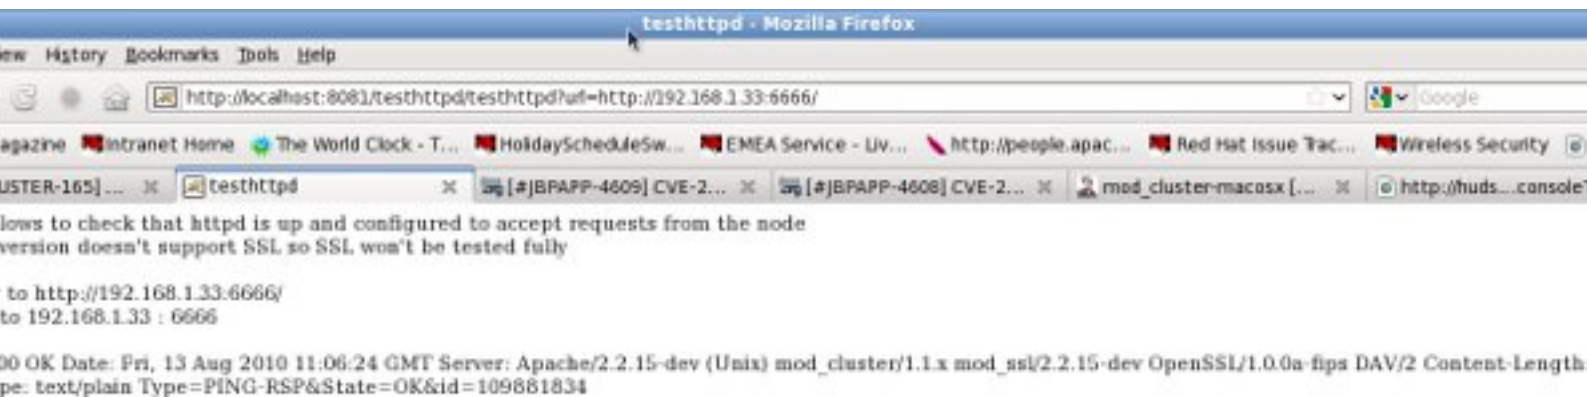 testhttpd - Mozilla Firefox
ew History Bookmarks Tools Help
http://localhost:8081/testhttpd/testhttpd?url=http://192.168.1.33:6666/ Google
agazine Intranet Home The World Clock - T... HolidayScheduleSw... EMEA Service - Liv... http://people.apac... Red Hat Issue Trac... Wireless Security
USTER-165] ... testhttpd [#JBPAPP-4609] CVE-2... [#JBPAPP-4608] CVE-2... mod_cluster-macosx [... http://huds...console
lows to check that httpd is up and configured to accept requests from the node
version doesn't support SSL so SSL won't be tested fully
to http://192.168.1.33:6666/
to 192.168.1.33 : 6666
00 OK Date: Fri, 13 Aug 2010 11:06:24 GMT Server: Apache/2.2.15-dev (Unix) mod_cluster/1.1.x mod_ssl/2.2.15-dev OpenSSL/1.0.0a-fips DAV/2 Content-Length:
pe: text/plain Type=PING-RSP&State=OK&id=109881834